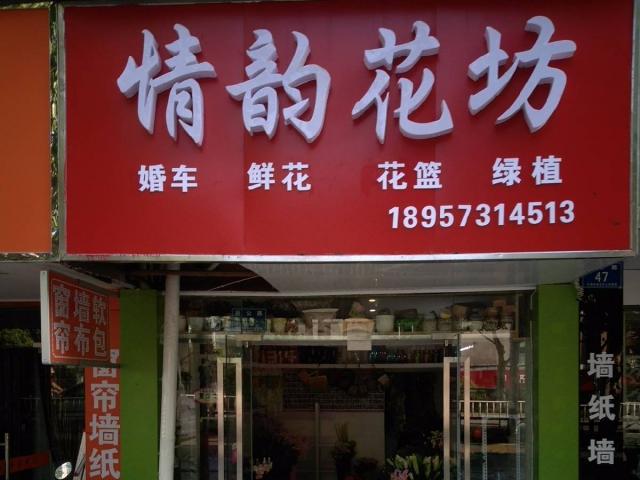 情韵花坊
婚车 鲜花 花篮 绿植
18957314513
47
窗墙软
帘布包
窗帘墙纸
墙纸墙